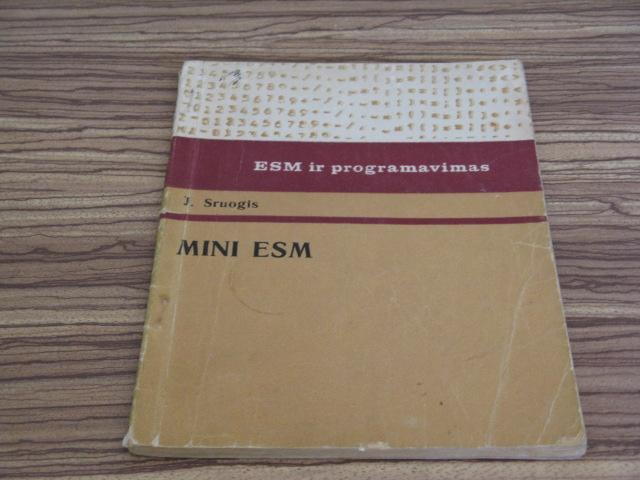 ESM ir programavimas
J. Sruogis
MINI ESM